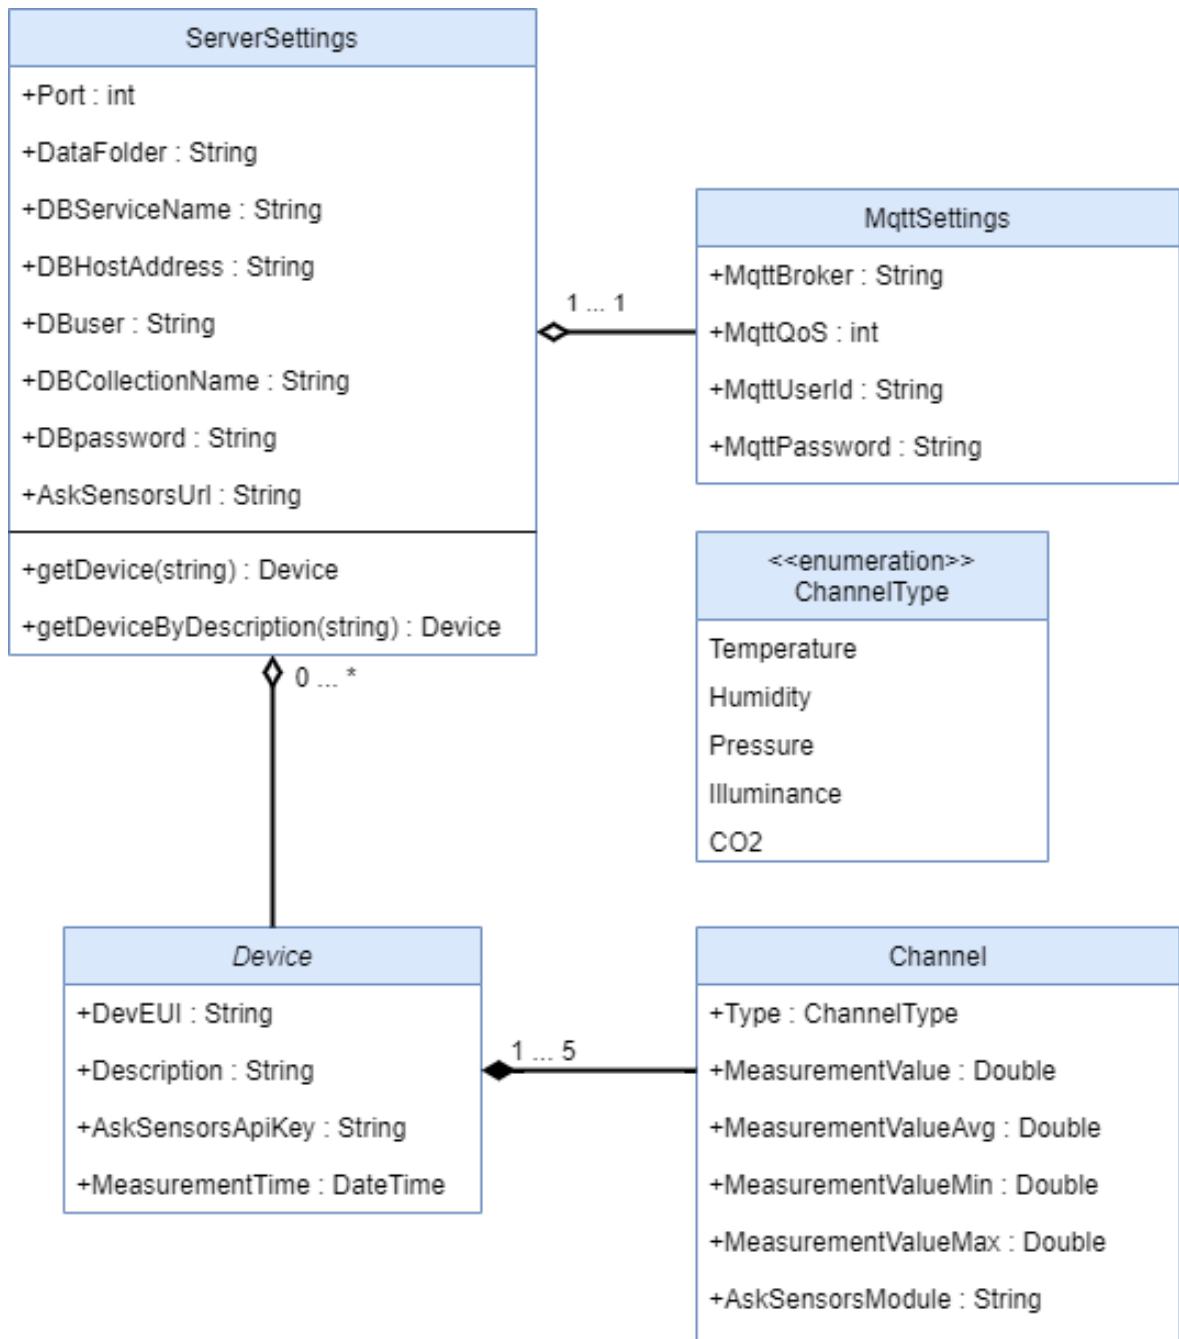 ServerSettings
+Port : int
+DataFolder : String
+DBServiceName : String
+DBHostAddress : String
+DBuser : String
+DBCollectionName : String
+DBpassword : String
+AskSensorsUrl : String
+getDevice(string) : Device
+getDeviceByDescription(string) : Device
1 ... 1
MqttSettings
+MqttBroker : String
+MqttQoS : int
+MqttUserId : String
+MqttPassword : String
<<enumeration>>
ChannelType
Temperature
Humidity
Pressure
Illuminance
CO2
0 ... *
Device
+DevEUI : String
+Description : String
+AskSensorsApiKey : String
+MeasurementTime : DateTime
1 ... 5
Channel
+Type : ChannelType
+MeasurementValue : Double
+MeasurementValueAvg : Double
+MeasurementValueMin : Double
+MeasurementValueMax : Double
+AskSensorsModule : String